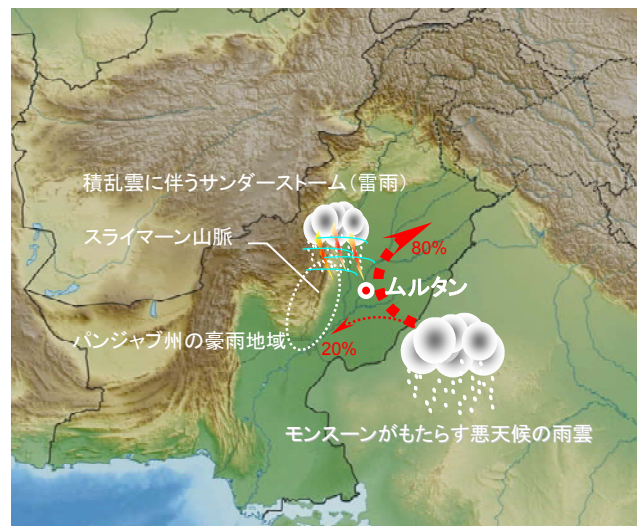 積乱雲に伴うサンダーストーム（雷雨）
スライマーン山脈
80%
ムルタン
パンジャブ州の豪雨地域
20%
モンスーンがもたらす悪天候の雨雲